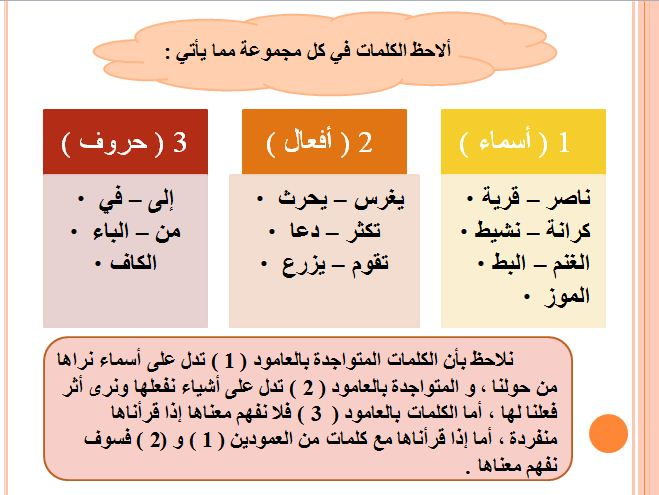 ألاحظ الكلمات في كل مجموعة مما يأتي :
1 ( أسماء )
• ناصر – قرية
• كرانة – نشيط
• الغنم – البط
• الموز
2 ( أفعال )
• يغرس – يحرث
• تكثر – دعا
• تقوم – يزرع
3 ( حروف )
• إلى – في
• من – الباء
• الكاف
نلاحظ بأن الكلمات المتواجدة بالعامود ( 1 ) تدل على أسماء نراها
من حولنا ، و المتواجدة بالعامود ( 2 ) تدل على أشياء نفعلها ونرى أثر
فعلنا لها ، أما الكلمات بالعامود ( 3 ) فلا نفهم معناها إذا قرأناها
منفردة ، أما إذا قرأناها مع كلمات من العمودين ( 1 ) و (2 ) فسوف
نفهم معناها .